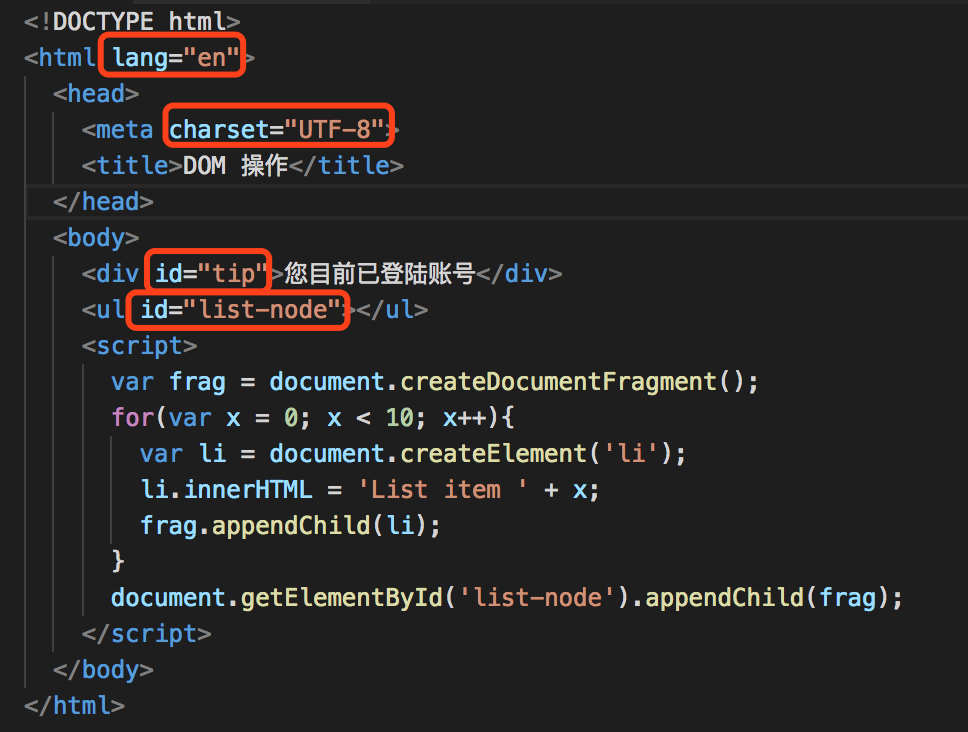 <!DOCTYPE html>
<html lang="en">
<head>
<meta charset="UTF-8">
<title>DOM 操作</title>
</head>
<body>
<div id="tip">您目前已登陆账号</div>
<ul id="list-node"></ul>
<script>
var frag = document.createDocumentFragment();
for(var x = 0; x < 10; x++){
var li = document.createElement('li');
li.innerHTML = 'List item ' + x;
frag.appendChild(li);
}
document.getElementById('list-node').appendChild(frag);
</script>
</body>
</html>